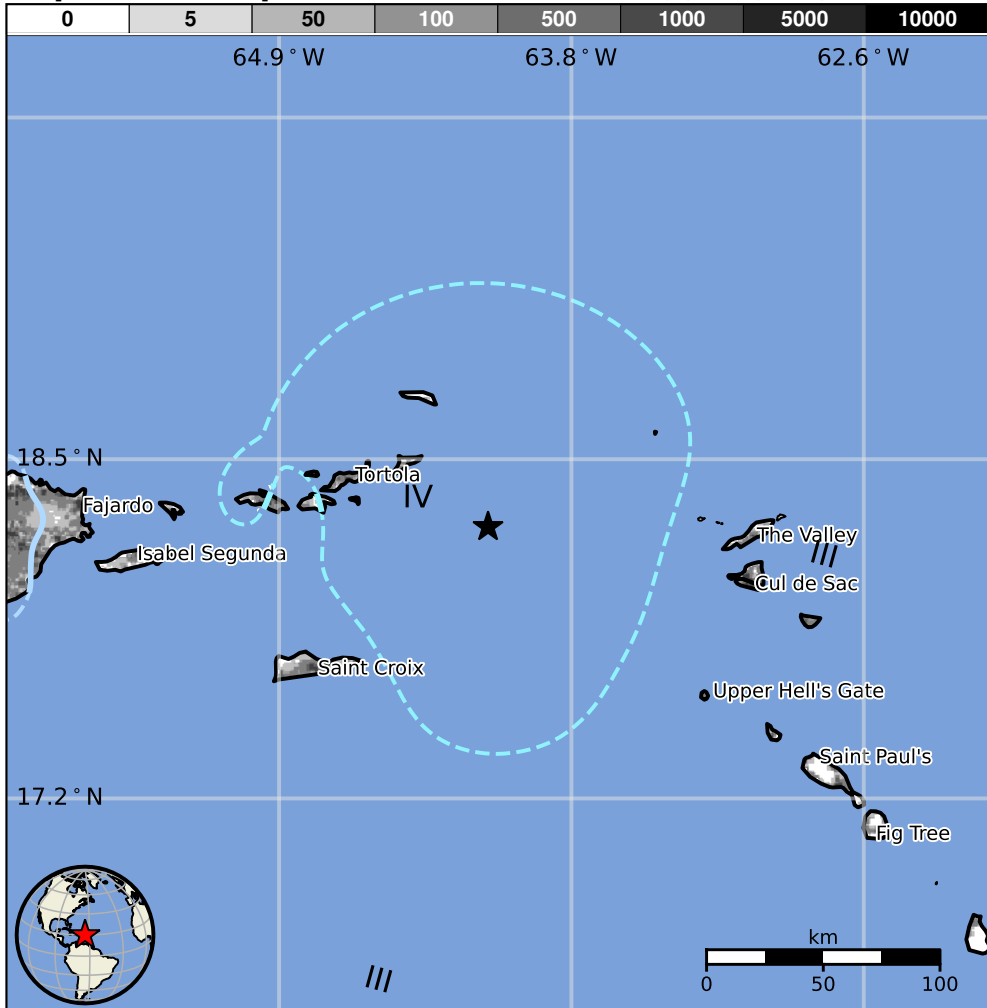 0 5 50 100 500 1000 5000 10000
64.9°W 63.8°W 62.6°W
18.5°N
Tortola
IV
Fajardo
The Valley
Isabel Segunda
III
Cul de Sac
Saint Croix
Upper Hell's Gate
Saint Paul's
17.2°N
Fig Tree
km
0 50 100
III